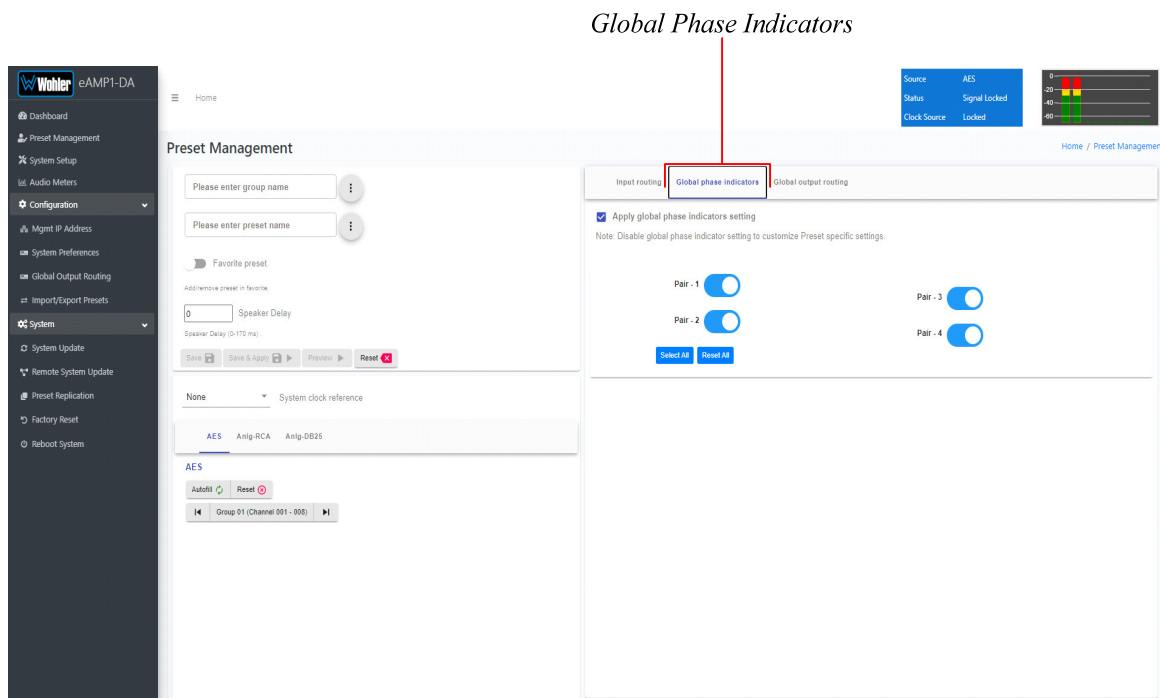 Global Phase Indicators
Wohler eAMP1-DA
Dashboard
Preset Management
System Setup
Audio Meters
Configuration
Mgmt IP Address
System Preferences
Global Output Routing
Import/Export Presets
System
System Update
Remote System Update
Preset Replication
Factory Reset
Reboot System
Home
Source AES
Status Signal Locked
Clock Source Locked
0
-20
-40
-60
Preset Management
Home / Preset Managemen
Please enter group name
Please enter preset name
Favorite preset
Add/remove preset in favorite.
0 Speaker Delay
Speaker Delay (0-170 ms) .
Save Save & Apply Preview Reset
None System clock reference
AES Anlg-RCA Anlg-DB25
AES
Autofill Reset
Group 01 (Channel 001 - 008)
Input routing Global phase indicators Global output routing
Apply global phase indicators setting
Note: Disable global phase indicator setting to customize Preset specific settings.
Pair - 1
Pair - 2
Pair - 3
Pair - 4
Select All Reset All